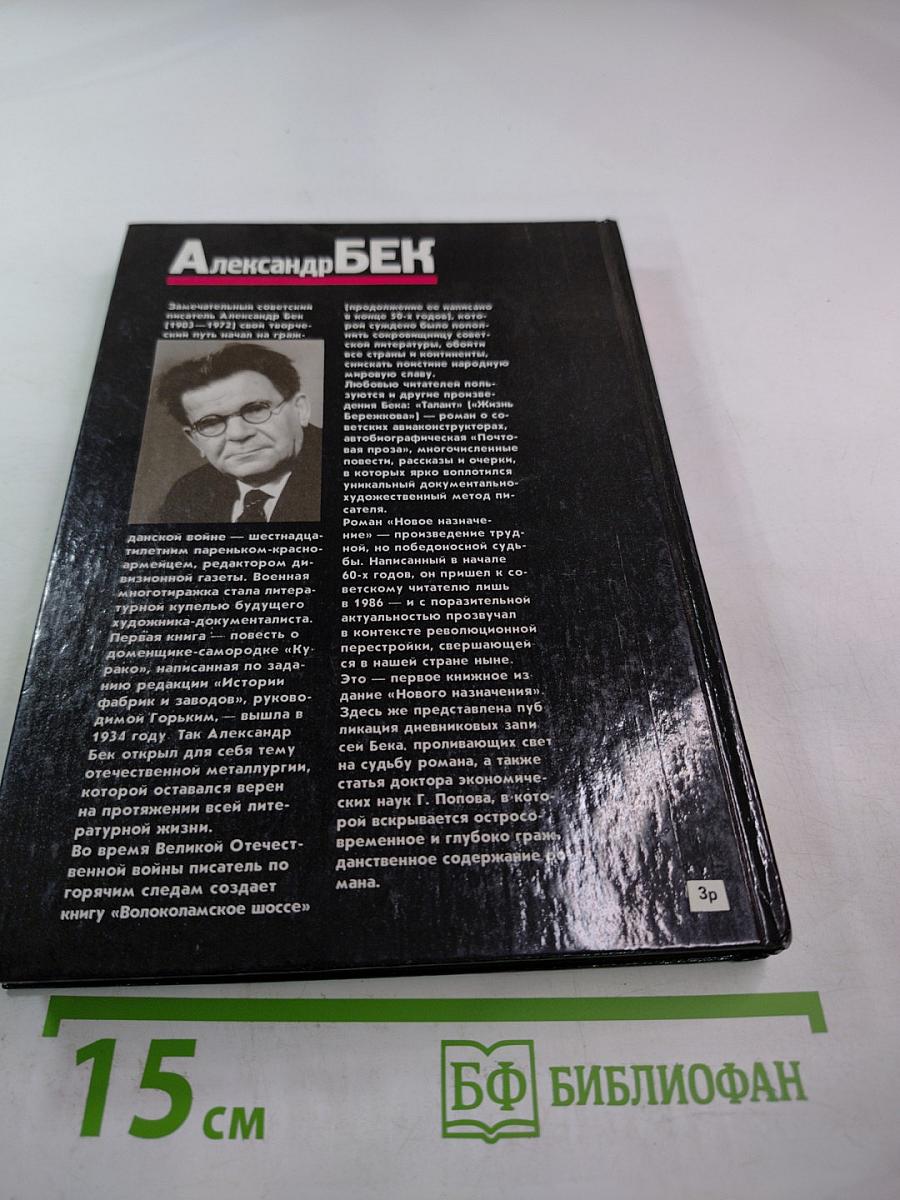 Александр БЕК
Замечательный советский
писатель Александр Бек
(1903—1972) свой творче-
ский путь начал на граж-
данской войне — шестнадца-
тилетним пареньком-красно-
армейцем, редактором ди-
визионной газеты. Военная
многотиражка стала литера-
турной купелью будущего
художника-документалиста.
Первая книга — повесть о
доменщике-самородке «Ку-
рако», написанная по зада-
нию редакции «Истории
фабрик и заводов», руково-
димой Горьким, — вышла в
1934 году. Так Александр
Бек открыл для себя тему
отечественной металлургии,
которой оставался верен
на протяжении всей лите-
ратурной жизни.
Во время Великой Отечест-
венной войны писатель по
горячим следам создает
книгу «Волоколамское шоссе»
(продолжение ее написано
в конце 50-х годов), кото-
рой суждено было попол-
нить сокровищницу совет-
ской литературы, обойти
все страны и континенты,
снискать поистине народную
мировую славу.
Любовью читателей поль-
зуются и другие произве-
дения Бека: «Талант» («Жизнь
Бережкова») — роман о со-
ветских авиаконструкторах,
автобиографическая «Почто-
вая проза», многочисленные
повести, рассказы и очерки,
в которых ярко воплотился
уникальный документально-
художественный метод пи-
сателя.
Роман «Новое назначе-
ние» — произведение труд-
ной, но победоносной судь-
бы. Написанный в начале
60-х годов, он пришел к со-
ветскому читателю лишь
в 1986 — и с поразительной
актуальностью прозвучал
в контексте революционной
перестройки, свершающей-
ся в нашей стране ныне.
Это — первое книжное из-
дание «Нового назначения».
Здесь же представлена пуб
ликация дневниковых запи
сей Бека, проливающих свет
на судьбу романа, а также
статья доктора экономиче-
ских наук Г. Попова, в кото-
рой вскрывается остросо
временное и глубоко граж-
данственное содержание ро
мана.
3р
15 см
БФ БИБЛИОФАН